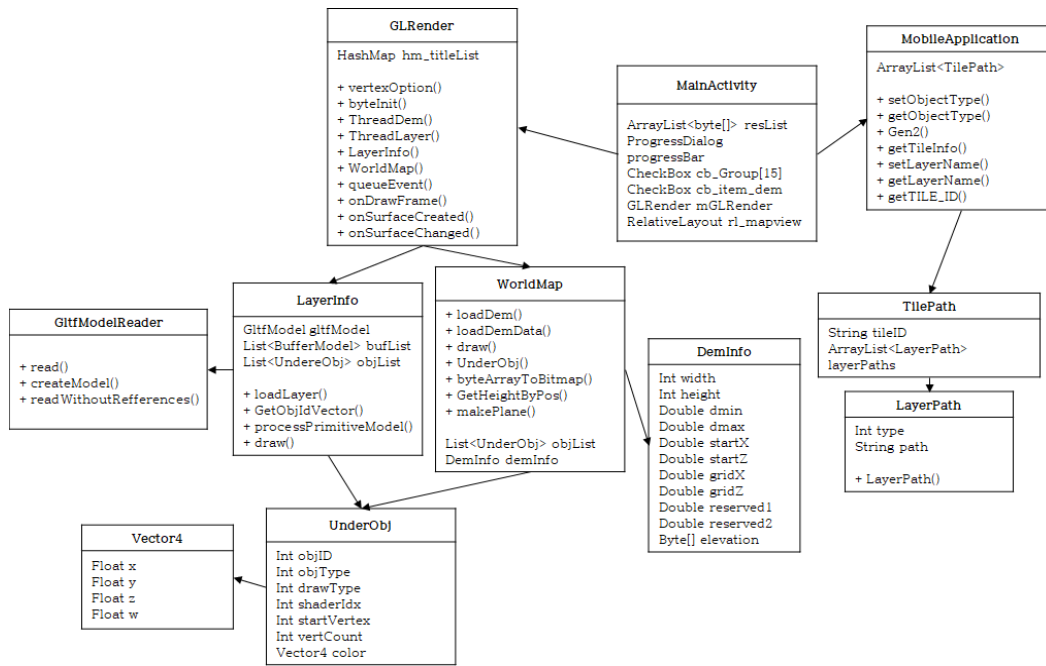 GLRender
HashMap hm_titleList
+ vertexOption()
+ byteInit()
+ ThreadDem()
+ ThreadLayer()
+ LayerInfo()
+ WorldMap()
+ queueEvent()
+ onDrawFrame()
+ onSurfaceCreated()
+ onSurfaceChanged()
MainActivity
ArrayList<byte[]> resList
ProgressDialog
progressBar
CheckBox cb_Group[15]
CheckBox cb_item_dem
GLRender mGLRender
RelativeLayout rl_mapview
MobileApplication
ArrayList<TilePath>
+ setObjectType()
+ getObjectType()
+ Gen2()
+ getTileInfo()
+ setLayerName()
+ getLayerName()
+ getTILE_ID()
GltfModelReader
+ read()
+ createModel()
+ readWithoutRefferences()
LayerInfo
GltfModel gltfModel
List<BufferModel> bufList
List<UndereObj> objList
+ loadLayer()
+ GetObjIdVector()
+ processPrimitiveModel()
+ draw()
WorldMap
+ loadDem()
+ loadDemData()
+ draw()
+ UnderObj()
+ byteArrayToBitmap()
+ GetHeightByPos()
+ makePlane()
List<UnderObj> objList
DemInfo demInfo
DemInfo
Int width
Int height
Double dmin
Double dmax
Double startX
Double startZ
Double gridX
Double gridZ
Double reserved1
Double reserved2
Byte[] elevation
TilePath
String tileID
ArrayList<LayerPath>
layerPaths
LayerPath
Int type
String path
+ LayerPath()
Vector4
Float x
Float y
Float z
Float w
UnderObj
Int objID
Int objType
Int drawType
Int shaderIdx
Int startVertex
Int vertCount
Vector4 color